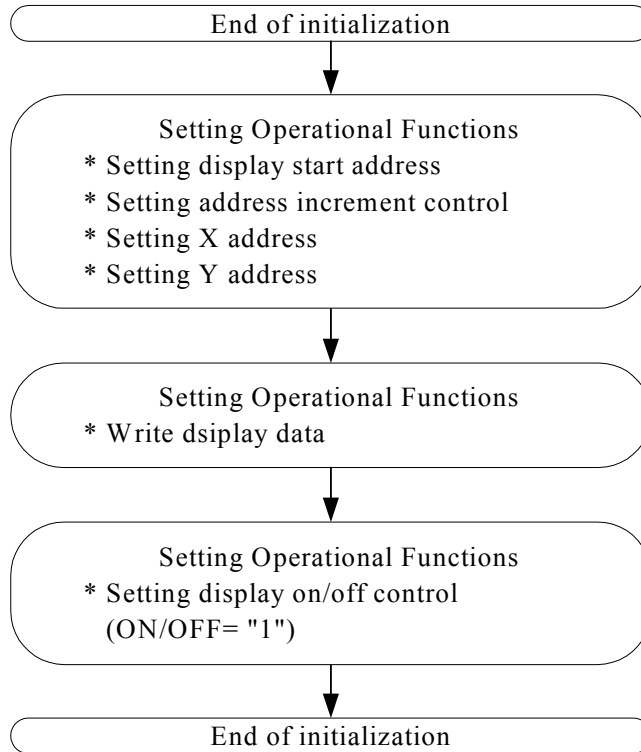 End of initialization
Setting Operational Functions
* Setting display start address
* Setting address increment control
* Setting X address
* Setting Y address
Setting Operational Functions
* Write dsiplay data
Setting Operational Functions
* Setting display on/off control
(ON/OFF= "1")
End of initialization